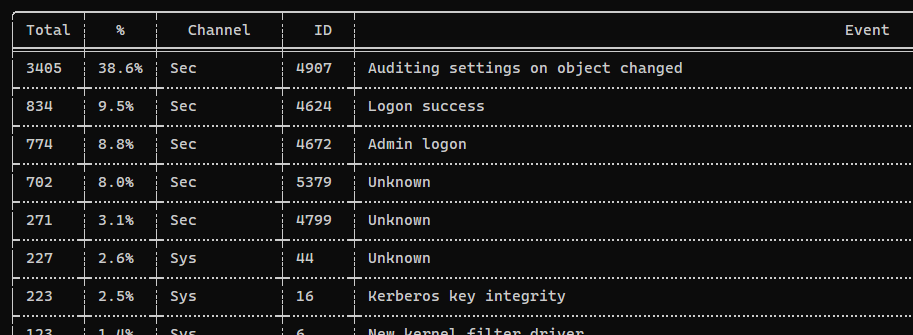 Total % Channel ID Event
3405 38.6% Sec 4907 Auditing settings on object changed
834 9.5% Sec 4624 Logon success
774 8.8% Sec 4672 Admin logon
702 8.0% Sec 5379 Unknown
271 3.1% Sec 4799 Unknown
227 2.6% Sys 44 Unknown
223 2.5% Sys 16 Kerberos key integrity
123 1.4% Sys 6 New kernel filter driver